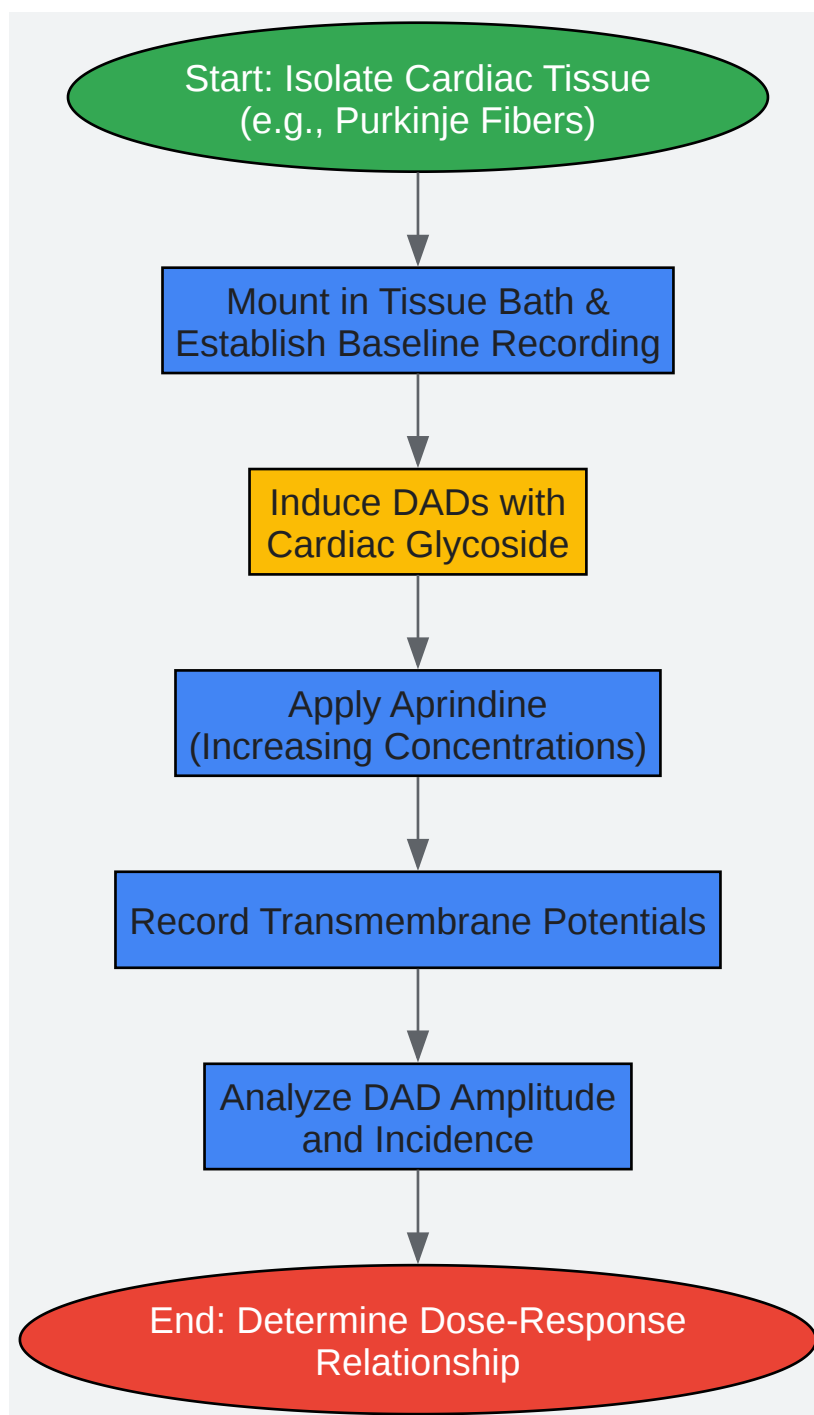 Start: Isolate Cardiac Tissue
(e.g., Purkinje Fibers)
Mount in Tissue Bath &
Establish Baseline Recording
Induce DADs with
Cardiac Glycoside
Apply Aprindine
(Increasing Concentrations)
Record Transmembrane Potentials
Analyze DAD Amplitude
and Incidence
End: Determine Dose-Response
Relationship